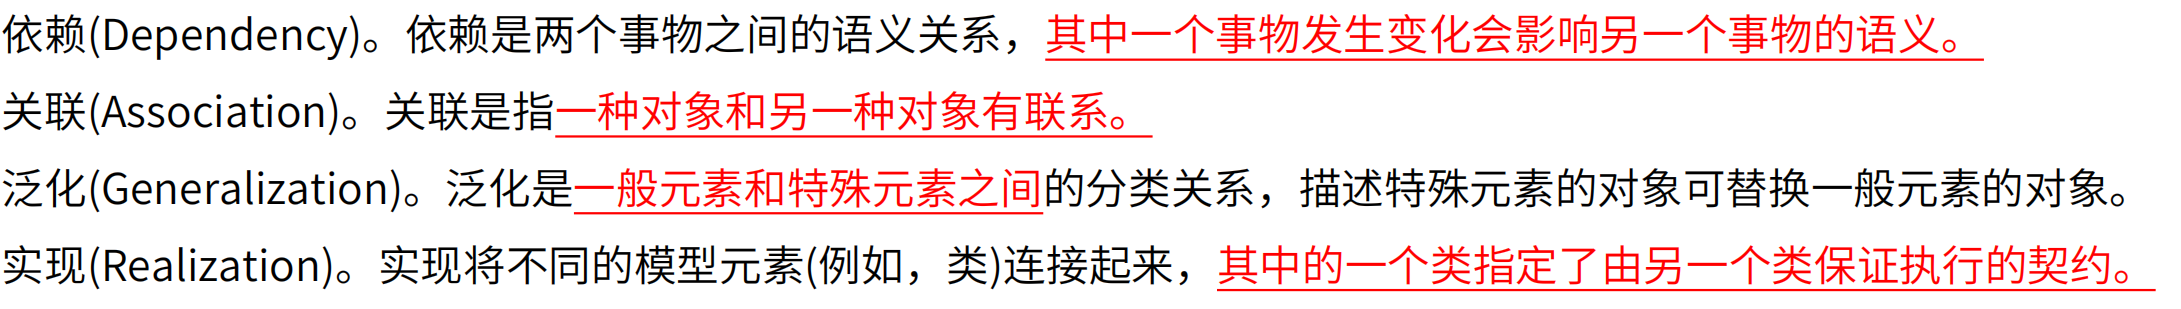 依赖(Dependency)。依赖是两个事物之间的语义关系，其中一个事物发生变化会影响另一个事物的语义。
关联(Association)。关联是指一种对象和另一种对象有联系。
泛化(Generalization)。泛化是一般元素和特殊元素之间的分类关系，描述特殊元素的对象可替换一般元素的对象。
实现(Realization)。实现将不同的模型元素(例如，类)连接起来，其中的一个类指定了由另一个类保证执行的契约。